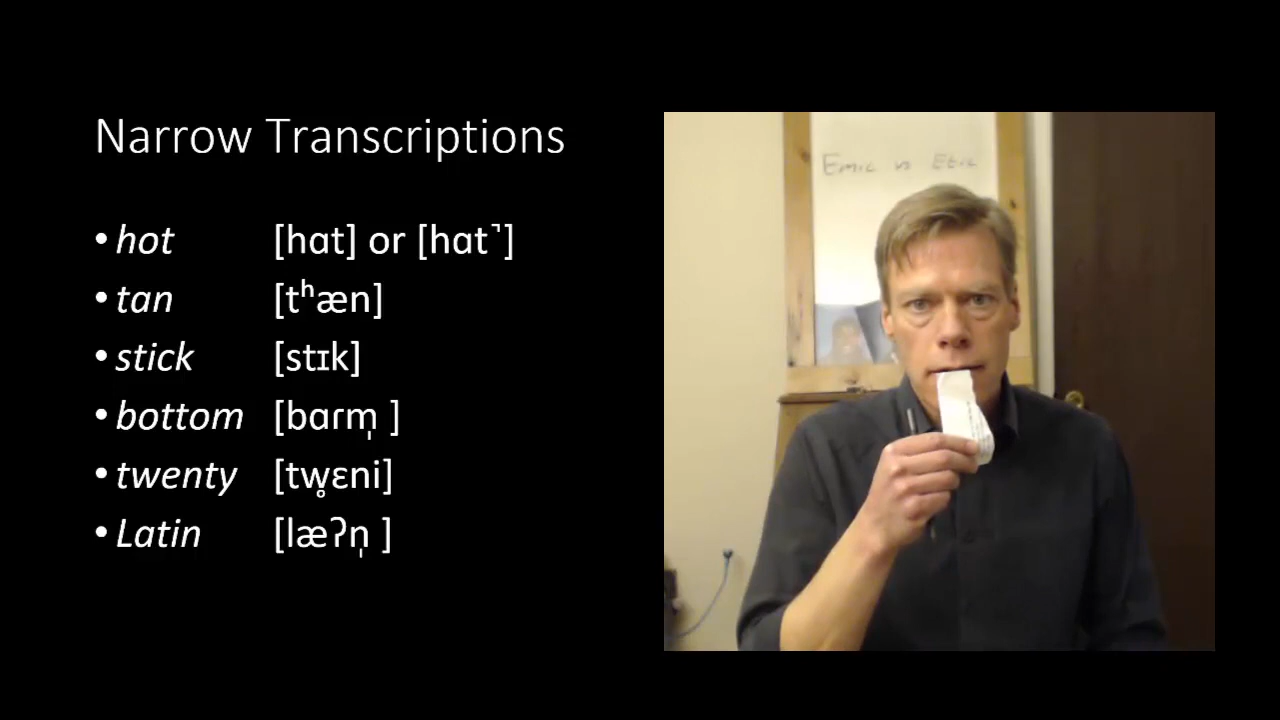 Narrow Transcriptions
• hot [hɑt] or [hɑt˺]
• tan [tʰæn]
• stick [stɪk]
• bottom [bɑɾm̩ ]
• twenty [tw̥ɛni]
• Latin [læʔn̩ ]
Emic vs Etic